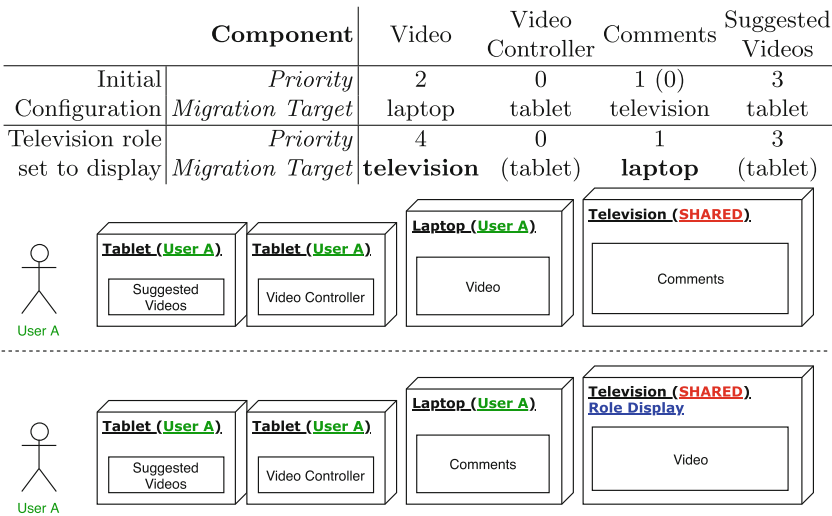 Component Video Video Controller Comments Suggested Videos
Initial Configuration Priority 2 0 1 (0) 3
Migration Target laptop tablet television tablet
Television role set to display Priority 4 0 1 3
Migration Target television (tablet) laptop (tablet)
User A
Tablet (User A)
Suggested
Videos
Tablet (User A)
Video Controller
Laptop (User A)
Video
Television (SHARED)
Comments
User A
Tablet (User A)
Suggested
Videos
Tablet (User A)
Video Controller
Laptop (User A)
Comments
Television (SHARED)
Role Display
Video